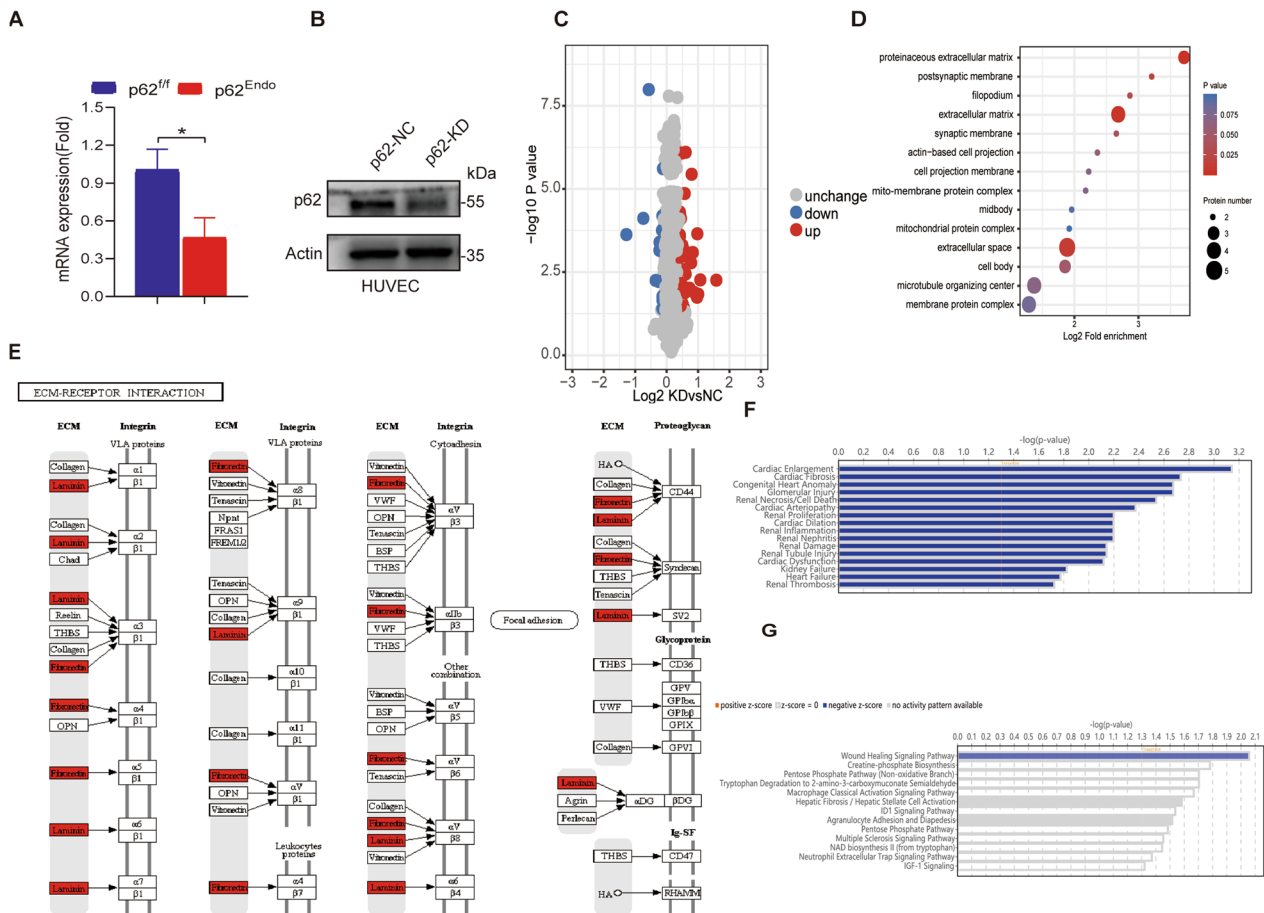 A
p62f/f
p62Endo
mRNA expression(Fold)
1.5
1.2
0.9
0.6
0.3
0.0
*
B
p62-NC
p62-KD
kDa
p62
-55
Actin
-35
HUVEC
C
−log10 P value
7.5
5.0
2.5
0.0
−3
−2
−1
0
1
2
3
Log2 KDvsNC
unchange
down
up
D
proteinaceous extracellular matrix
postsynaptic membrane
filopodium
extracellular matrix
synaptic membrane
actin-based cell projection
cell projection membrane
mito-membrane protein complex
midbody
mitochondrial protein complex
extracellular space
cell body
microtubule organizing center
membrane protein complex
2
3
Log2 Fold enrichment
P value
0.075
0.050
0.025
Protein number
2
3
4
5
E
ECM-RECEPTOR INTERACTION
ECM
Integrin
VLA proteins
Collagen
Laminin
α1
β1
Collagen
Laminin
Chad
α2
β1
Laminin
Reelin
THBS
Collagen
Fibronectin
α3
β1
Fibronectin
OPN
α4
β1
Fibronectin
α5
β1
Laminin
α6
β1
Laminin
α7
β1
ECM
Integrin
VLA proteins
Fibronectin
Vitronectin
Tenascin
Npnt
FRAS1
FREM1/2
α8
β1
Tenascin
OPN
Collagen
Laminin
α9
β1
Collagen
α10
β1
Collagen
α11
β1
Fibronectin
OPN
Vitronectin
αV
β1
Leukocytes
proteins
Fibronectin
α4
β7
ECM
Integrin
Cytoadhesin
Vitronectin
Fibronectin
VWF
OPN
Tenascin
BSP
THBS
αV
β3
Fibronectin
VWF
THBS
αIIb
β3
Other
combination
Vitronectin
BSP
OPN
αV
β5
Fibronectin
Tenascin
αV
β6
Collagen
Fibronectin
Laminin
Vitronectin
αV
β8
Laminin
α6
β4
Focal adhesion
ECM
Proteoglycan
HA
Collagen
Fibronectin
Laminin
CD44
Collagen
Fibronectin
THBS
Tenascin
Syndecan
Laminin
SV2
Glycoprotein
THBS
CD36
VWF
GPV
GPIbα
GPIbβ
GPIX
Collagen
GPVI
Laminin
Agrin
Perlecan
αDG
βDG
Ig-SF
THBS
CD47
HA
RHAMM
F
-log(p-value)
0.0 0.2 0.4 0.6 0.8 1.0 1.2 1.4 1.6 1.8 2.0 2.2 2.4 2.6 2.8 3.0 3.2
Cardiac Enlargement
Cardiac Fibrosis
Congenital Heart Anomaly
Glomerular Injury
Renal Necrosis/Cell Death
Cardiac Arteriopathy
Renal Proliferation
Cardiac Dilation
Renal Inflammation
Renal Nephritis
Renal Damage
Renal Tubule Injury
Cardiac Dysfunction
Kidney Failure
Heart Failure
Renal Thrombosis
G
positive z-score z-score = 0 negative z-score no activity pattern available
-log(p-value)
0.0 0.1 0.2 0.3 0.4 0.5 0.6 0.7 0.8 0.9 1.0 1.1 1.2 1.3 1.4 1.5 1.6 1.7 1.8 1.9 2.0 2.1
Wound Healing Signaling Pathway
Creatine-phosphate Biosynthesis
Pentose Phosphate Pathway (Non-oxidative Branch)
Tryptophan Degradation to 2-amino-3-carboxymuconate Semialdehyde
Macrophage Classical Activation Signaling Pathway
Hepatic Fibrosis / Hepatic Stellate Cell Activation
ID1 Signaling Pathway
Agranulocyte Adhesion and Diapedesis
Pentose Phosphate Pathway
Multiple Sclerosis Signaling Pathway
NAD biosynthesis II (from tryptophan)
Neutrophil Extracellular Trap Signaling Pathway
IGF-1 Signaling